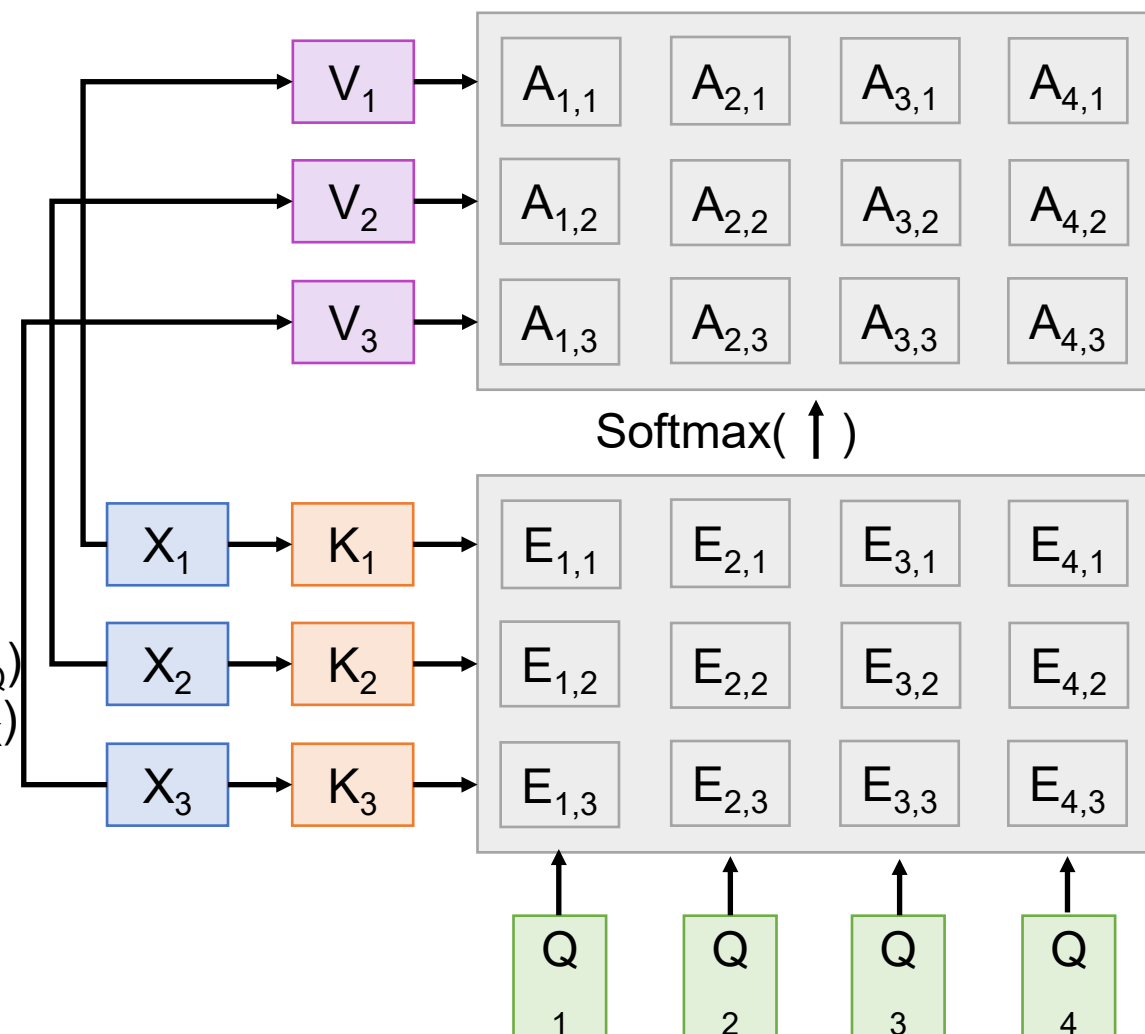 V₁ A₁,₁ A₂,₁ A₃,₁ A₄,₁
V₂ A₁,₂ A₂,₂ A₃,₂ A₄,₂
V₃ A₁,₃ A₂,₃ A₃,₃ A₄,₃
Softmax( ↑ )
X₁ K₁ E₁,₁ E₂,₁ E₃,₁ E₄,₁
X₂ K₂ E₁,₂ E₂,₂ E₃,₂ E₄,₂
X₃ K₃ E₁,₃ E₂,₃ E₃,₃ E₄,₃
Q Q Q Q
1 2 3 4